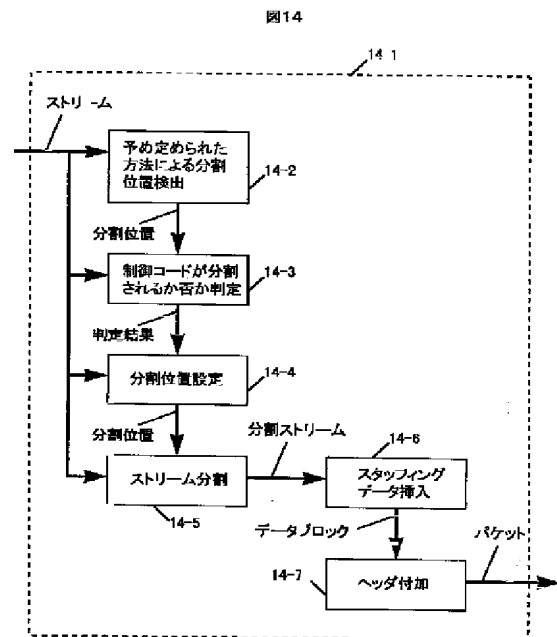 図14
14-1
ストリーム
予め定められた
方法による分割
位置検出
14-2
分割位置
制御コードが分割
されるか否か判定
14-3
判定結果
分割位置設定
14-4
分割位置
ストリーム分割
14-5
分割ストリーム
14-6
スタッフィング
データ挿入
データブロック
14-7
ヘッダ付加
パケット